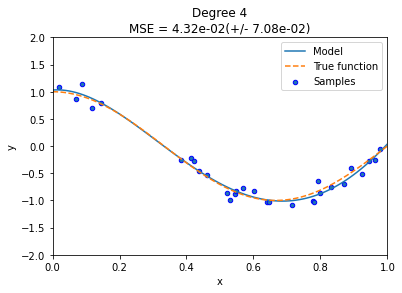 Degree 4
MSE = 4.32e-02(+/- 7.08e-02)
2.0
1.5
1.0
0.5
0.0
-0.5
-1.0
-1.5
-2.0
y
Model
True function
Samples
0.0 0.2 0.4 0.6 0.8 1.0
x